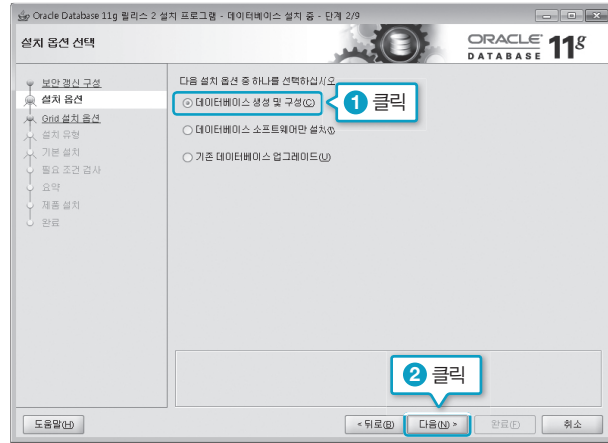 Oracle Database 11g 릴리스 2 설치 프로그램 - 데이터베이스 설치 중 - 단계 2/9
설치 옵션 선택
ORACLE 11g
DATABASE
보안 갱신 구성
설치 옵션
Grid 설치 옵션
설치 유형
기본 설치
필요 조건 검사
요약
제품 설치
완료
다음 설치 옵션 중 하나를 선택하십시오
데이터베이스 생성 및 구성(C)
1 클릭
데이터베이스 소프트웨어만 설치
기존 데이터베이스 업그레이드(U)
2 클릭
도움말(H)
< 뒤로(B)
다음(N) >
완료(F)
취소